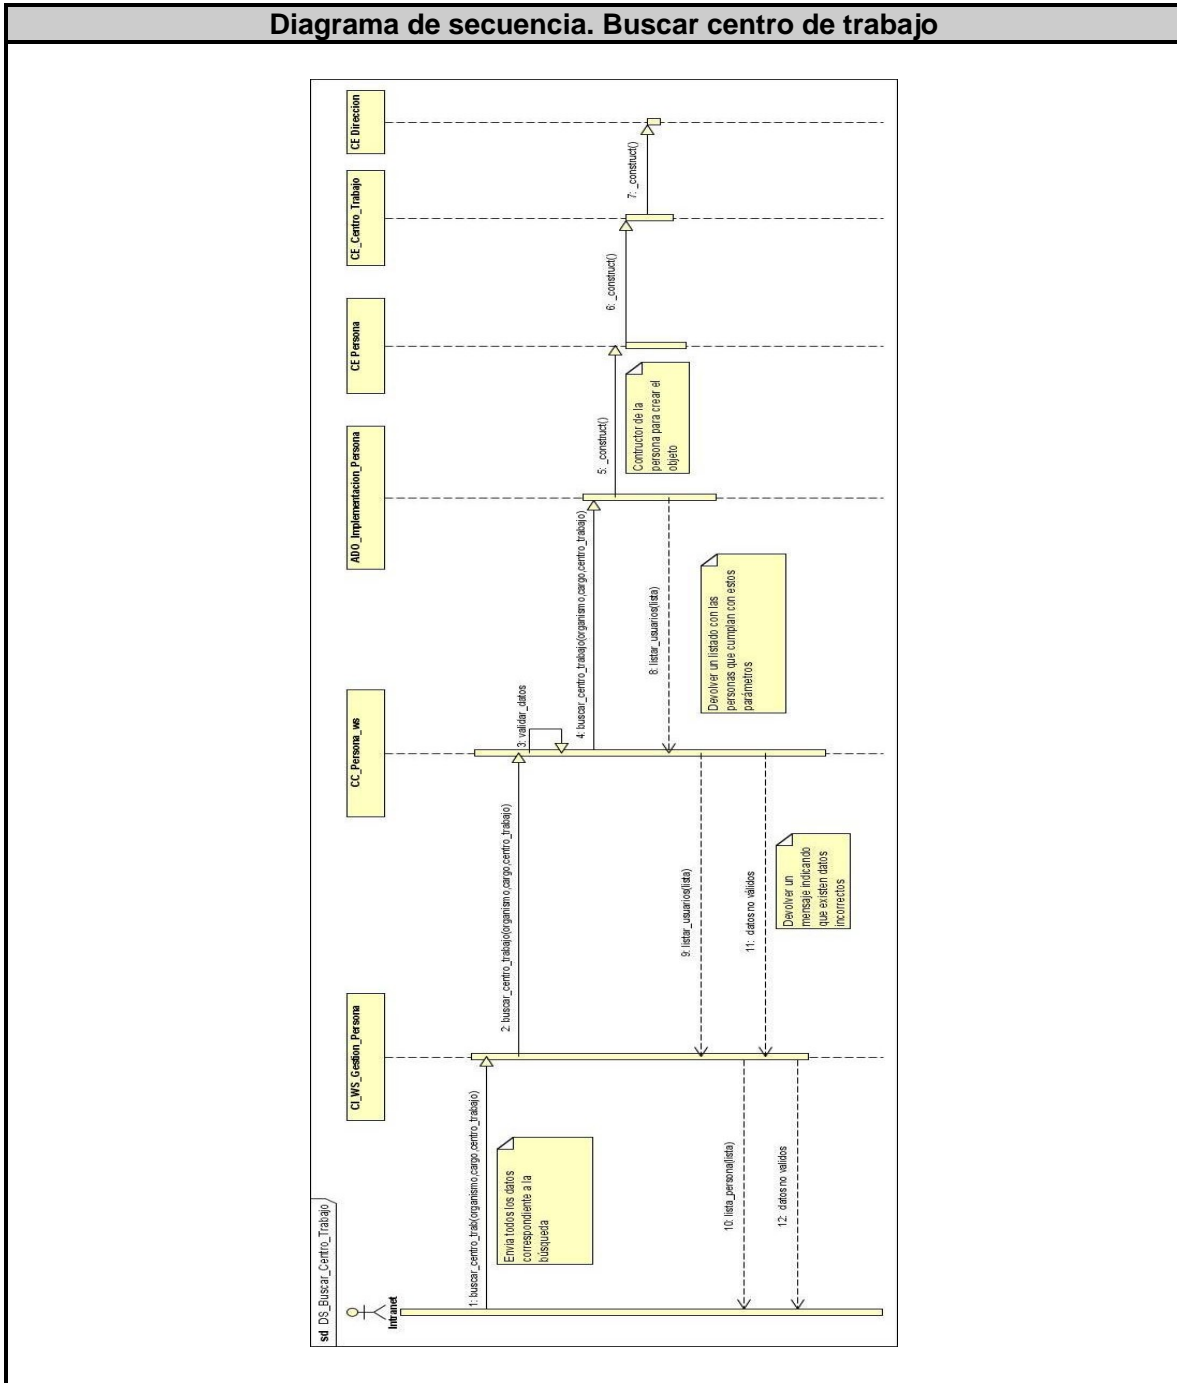 Diagrama de secuencia. Buscar centro de trabajo
sd DS_Buscar_Centro_Trabajo
Intranet
CI_WS_Gestion_Persona
CC_Persona_ws
ADO_Implementacion_Persona
CE Persona
CE_Centro_Trabajo
CE Direccion
1: buscar_centro_trab(organismo,cargo,centro_trabajo)
Envia todos los datos
correspondiente a la
búsqueda
2: buscar_centro_trabajo(organismo,cargo,centro_trabajo)
3: validar_datos
4: buscar_centro_trabajo(organismo,cargo,centro_trabajo)
5: _construct()
Contructor de la
persona para crear el
objeto
6: _construct()
7: _construct()
8: listar_usuarios(lista)
Devolver un listado con las
personas que cumplan con estos
parámetros
9: listar_usuarios(lista)
10: lista_persona(lista)
11: datos no válidos
Devolver un
mensaje indicando
que existen datos
incorrectos
12: datos no validos